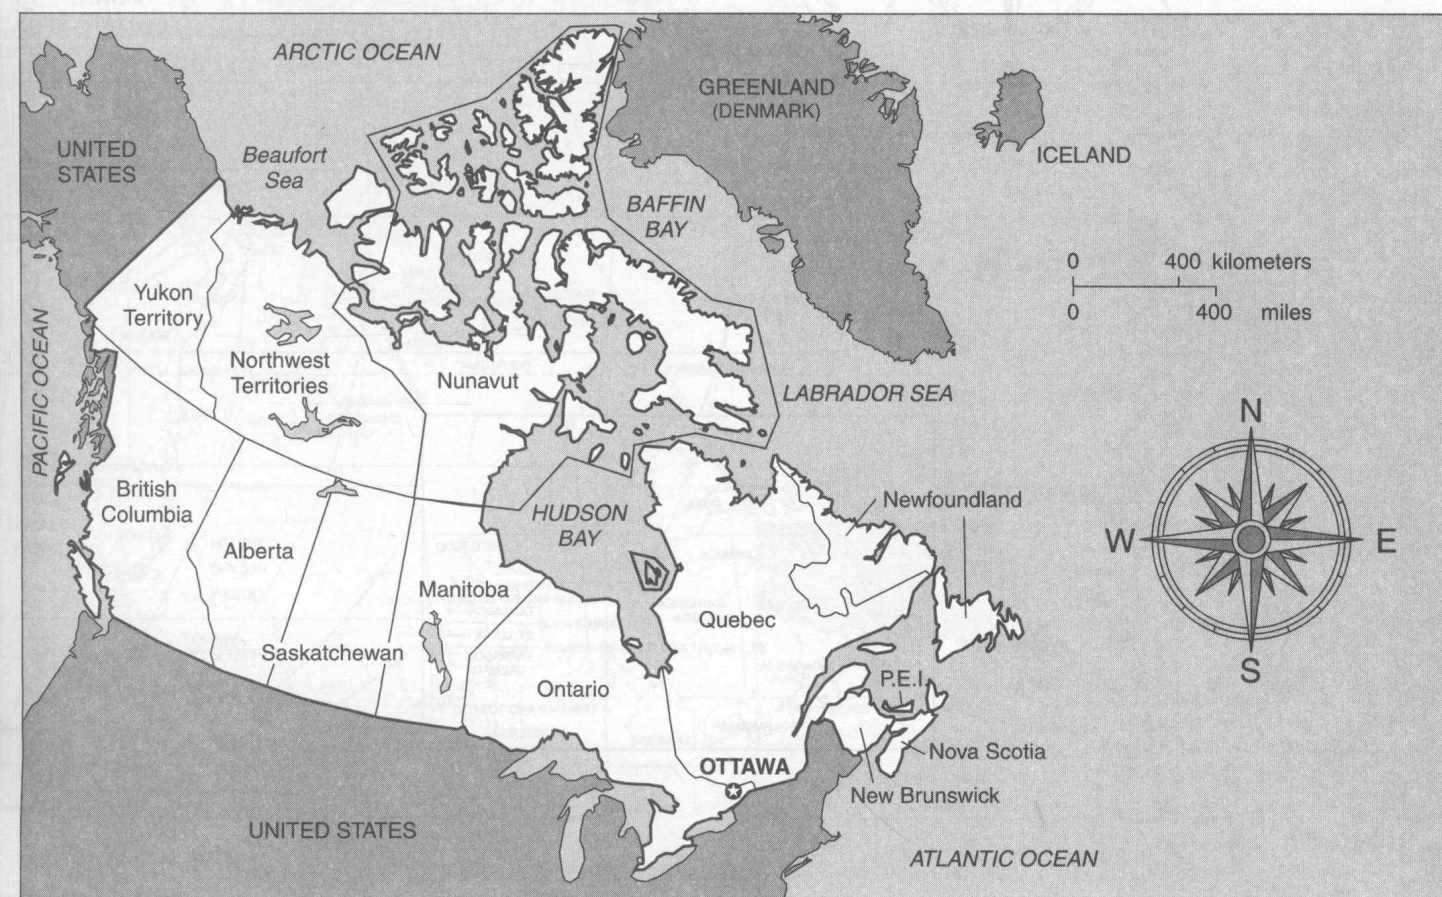 ARCTIC OCEAN
GREENLAND
(DENMARK)
ICELAND
UNITED
STATES
Beaufort
Sea
BAFFIN
BAY
0 400 kilometers
0 400 miles
Yukon
Territory
PACIFIC OCEAN
Northwest
Territories
Nunavut
LABRADOR SEA
N
W E
S
British
Columbia
HUDSON
BAY
Newfoundland
Alberta
Manitoba
Quebec
Saskatchewan
Ontario
P.E.I.
Nova Scotia
OTTAWA
New Brunswick
UNITED STATES
ATLANTIC OCEAN